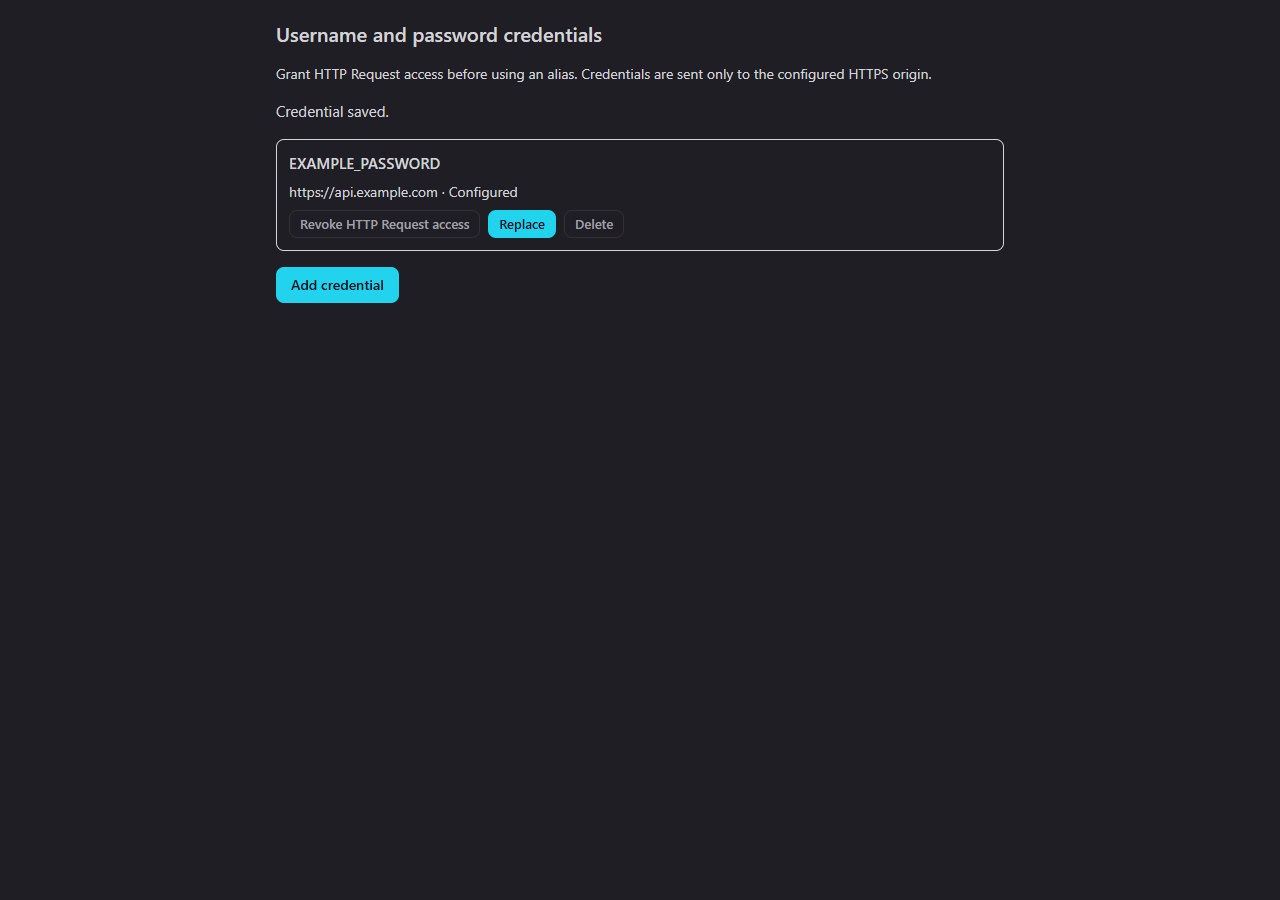 Username and password credentials
Grant HTTP Request access before using an alias. Credentials are sent only to the configured HTTPS origin.
Credential saved.
EXAMPLE_PASSWORD
https://api.example.com · Configured
Revoke HTTP Request access Replace Delete
Add credential